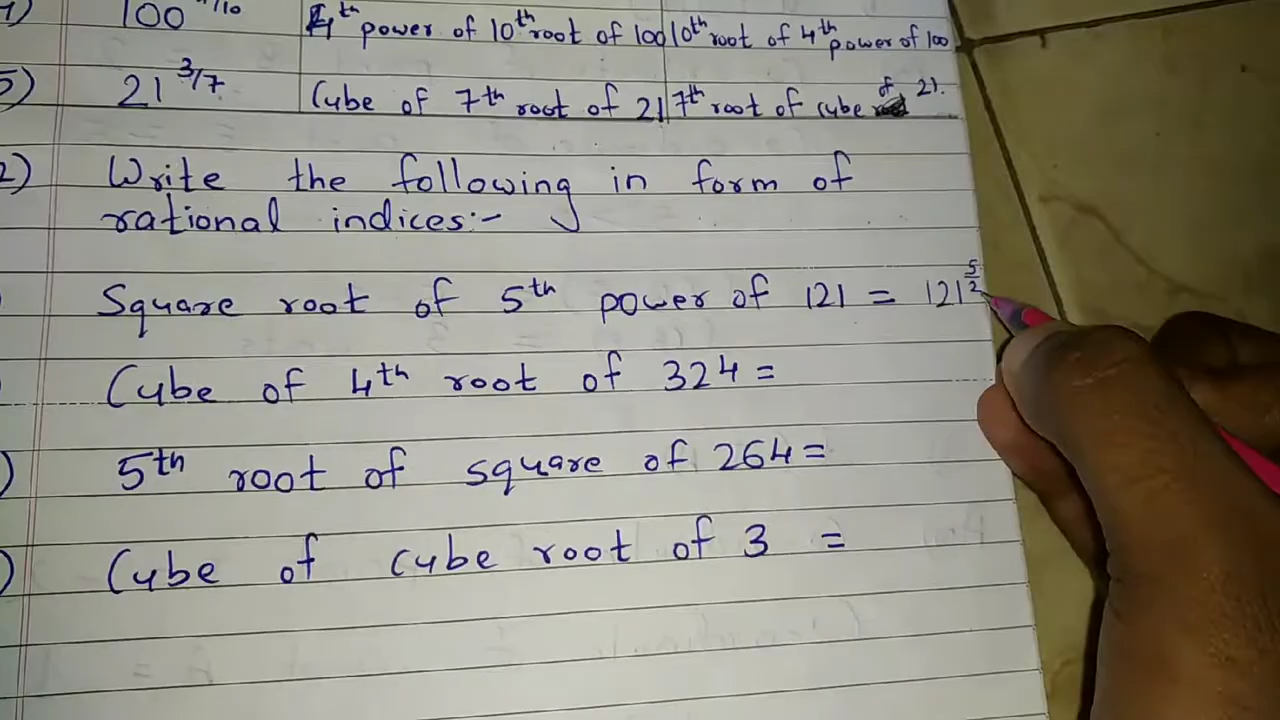 100 4/10 4th power of 10th root of 100 10th root of 4th power of 100
5) 21 3/7 Cube of 7th root of 21 7th root of cube of 21.
2) Write the following in form of
rational indices:-
Square root of 5th power of 121 = 121 5/2
Cube of 4th root of 324 =
5th root of square of 264 =
Cube of cube root of 3 =